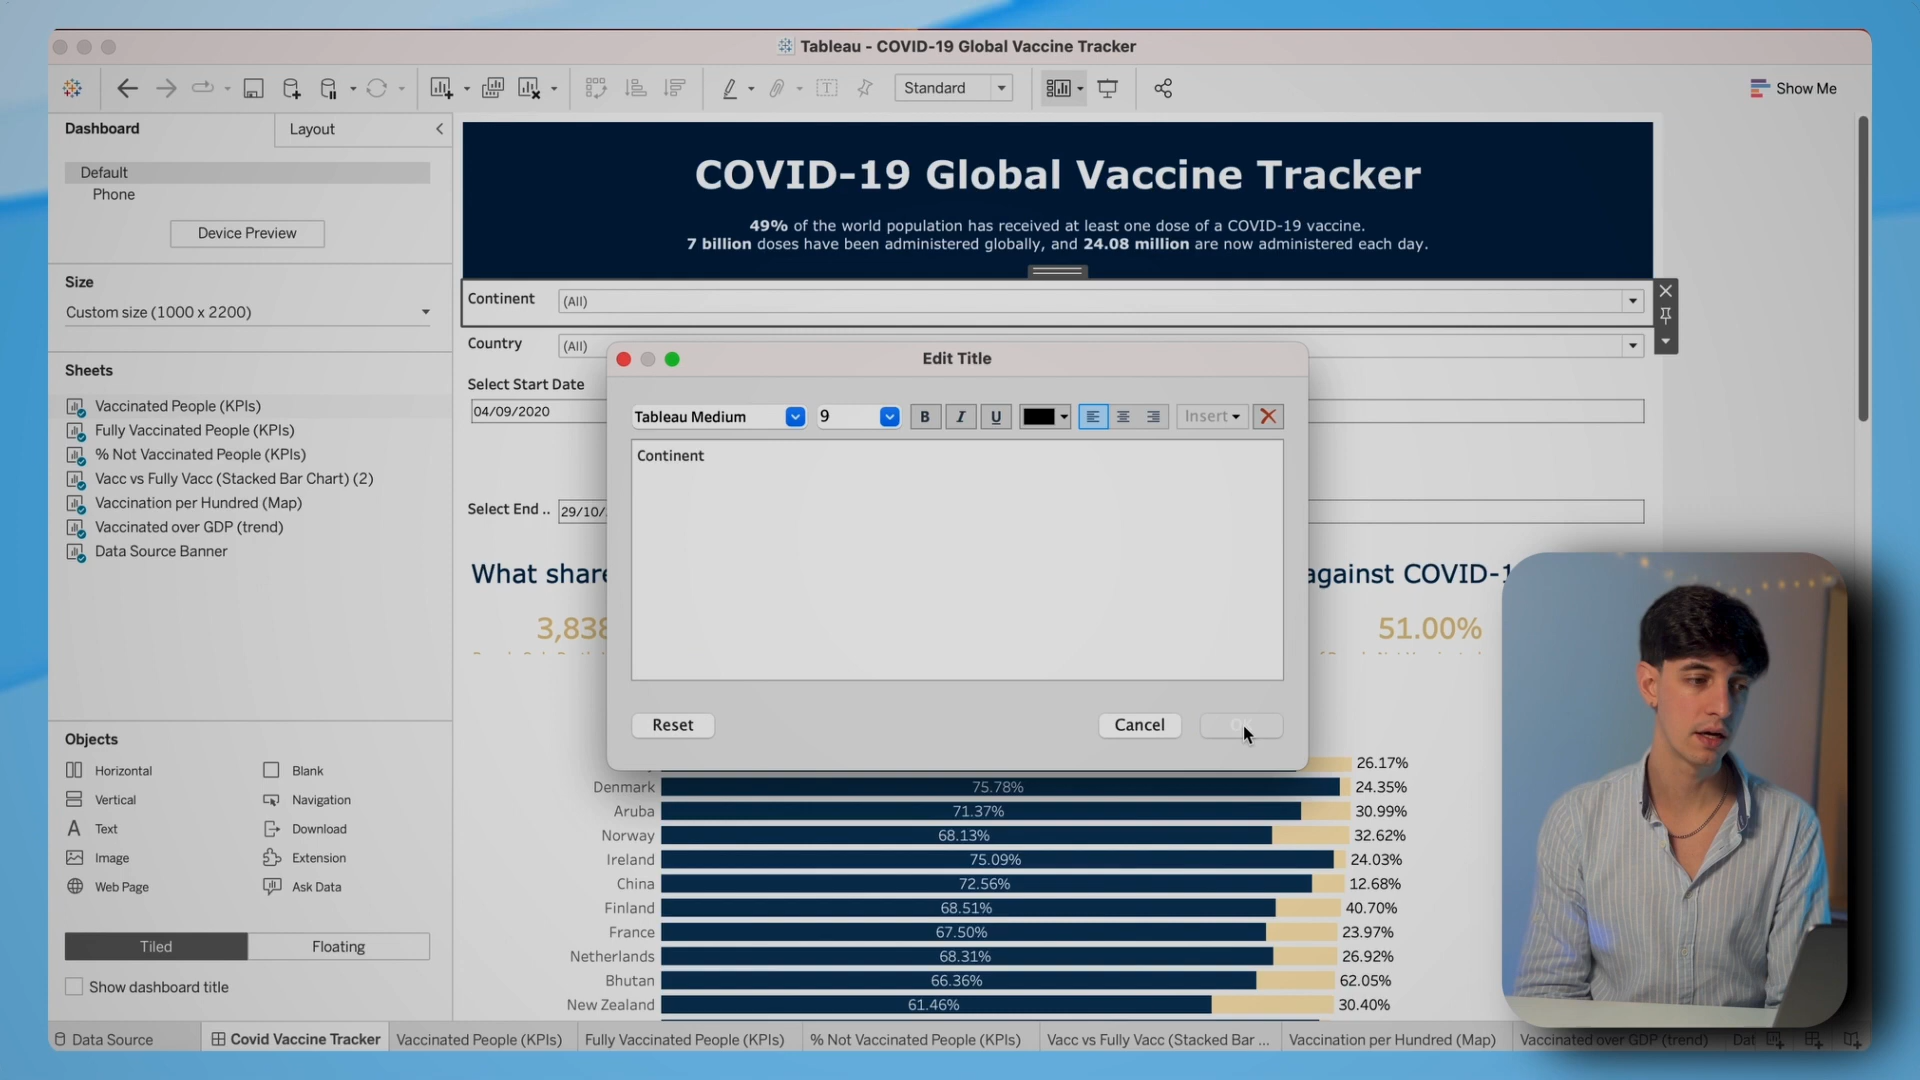 Tableau - COVID-19 Global Vaccine Tracker
Standard
Show Me
Dashboard
Layout
Default
Phone
Device Preview
Size
Custom size (1000 x 2200)
Sheets
Vaccinated People (KPIs)
Fully Vaccinated People (KPIs)
% Not Vaccinated People (KPIs)
Vacc vs Fully Vacc (Stacked Bar Chart) (2)
Vaccination per Hundred (Map)
Vaccinated over GDP (trend)
Data Source Banner
Objects
Horizontal
Blank
Vertical
Navigation
Text
Download
Image
Extension
Web Page
Ask Data
Tiled
Floating
Show dashboard title
COVID-19 Global Vaccine Tracker
49% of the world population has received at least one dose of a COVID-19 vaccine.
7 billion doses have been administered globally, and 24.08 million are now administered each day.
Continent (All)
Country (All)
Select Start Date
04/09/2020
Select End .. 29/10/
What share
against COVID-1
3,838
51.00%
Edit Title
Tableau Medium
9
B I U
Insert
Continent
Reset
Cancel
OK
26.17%
Denmark 75.78% 24.35%
Aruba 71.37% 30.99%
Norway 68.13% 32.62%
Ireland 75.09% 24.03%
China 72.56% 12.68%
Finland 68.51% 40.70%
France 67.50% 23.97%
Netherlands 68.31% 26.92%
Bhutan 66.36% 62.05%
New Zealand 61.46% 30.40%
Data Source
Covid Vaccine Tracker
Vaccinated People (KPIs)
Fully Vaccinated People (KPIs)
% Not Vaccinated People (KPIs)
Vacc vs Fully Vacc (Stacked Bar ...
Vaccination per Hundred (Map)
Vaccinated over GDP (trend)
Dat